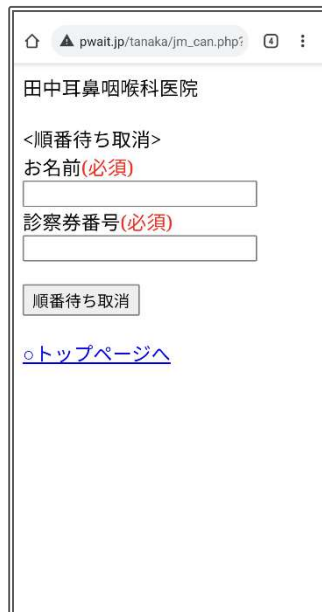 pwait.jp/tanaka/jm_can.php?
4
田中耳鼻咽喉科医院
<順番待ち取消>
お名前(必須)
診察券番号(必須)
順番待ち取消
○トップページへ